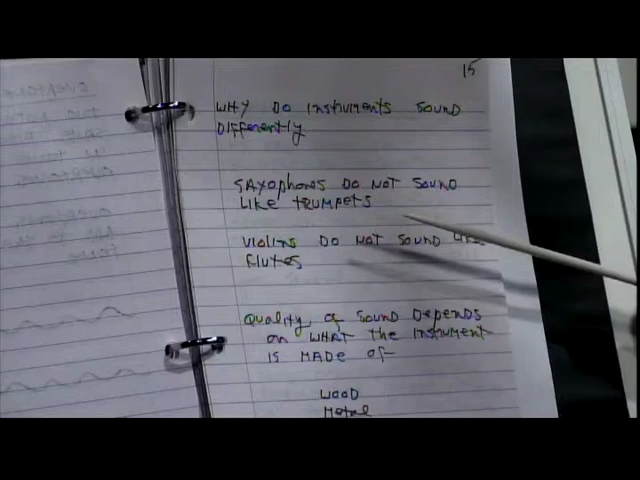 15
WHY DO INSTRUMENTS SOUND
DIFFERENTLY
SAXOPHONES DO NOT SOUND
LIKE TRUMPETS
VIOLINS DO NOT SOUND LIKE
FLUTES
QUALITY OF SOUND DEPENDS
ON WHAT THE INSTRUMENT
IS MADE OF
WOOD
METAL